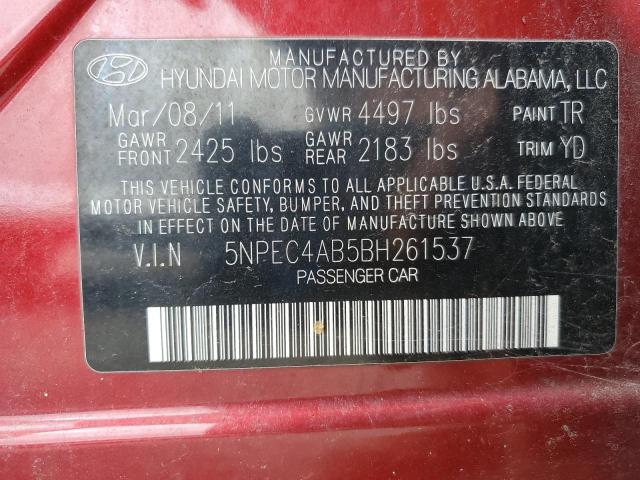 MANUFACTURED BY
HYUNDAI MOTOR MANUFACTURING ALABAMA, LLC
Mar/08/11 GVWR 4497 lbs PAINT TR
GAWR FRONT 2425 lbs GAWR REAR 2183 lbs TRIM YD
THIS VEHICLE CONFORMS TO ALL APPLICABLE U.S.A. FEDERAL
MOTOR VEHICLE SAFETY, BUMPER, AND THEFT PREVENTION STANDARDS
IN EFFECT ON THE DATE OF MANUFACTURE SHOWN ABOVE
V.I.N 5NPEC4AB5BH261537
PASSENGER CAR